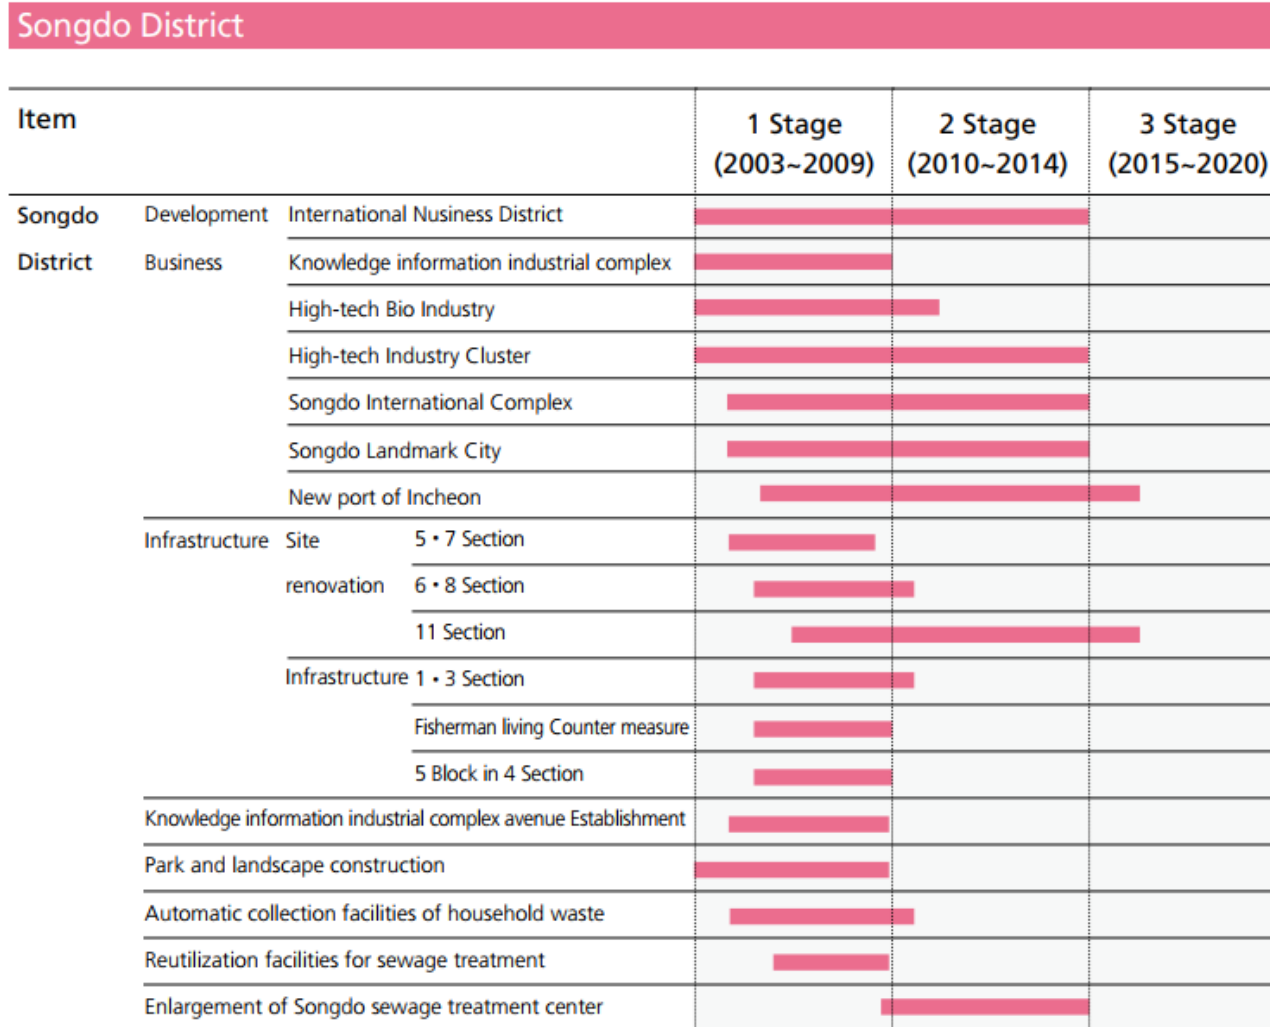 Songdo District
Item
1 Stage
(2003~2009)
2 Stage
(2010~2014)
3 Stage
(2015~2020)
Songdo
District
Development
Business
International Nusiness District
Knowledge information industrial complex
High-tech Bio Industry
High-tech Industry Cluster
Songdo International Complex
Songdo Landmark City
New port of Incheon
Infrastructure
Site
renovation
5 • 7 Section
6 • 8 Section
11 Section
Infrastructure
1 • 3 Section
Fisherman living Counter measure
5 Block in 4 Section
Knowledge information industrial complex avenue Establishment
Park and landscape construction
Automatic collection facilities of household waste
Reutilization facilities for sewage treatment
Enlargement of Songdo sewage treatment center